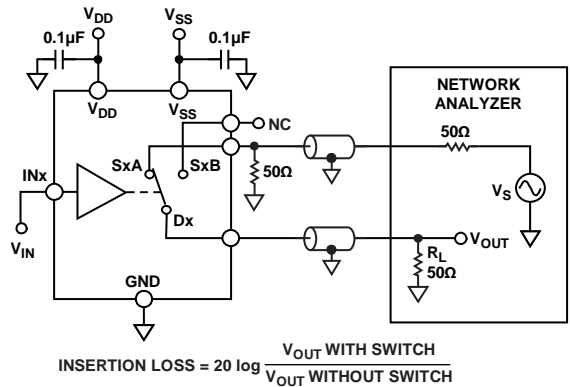 VDD
VSS
0.1µF
0.1µF
VDD
VSS
NC
NETWORK
ANALYZER
50Ω
SxA
SxB
50Ω
INx
VS
Dx
VOUT
VIN
RL
50Ω
GND
INSERTION LOSS = 20 log VOUT WITH SWITCH
VOUT WITHOUT SWITCH